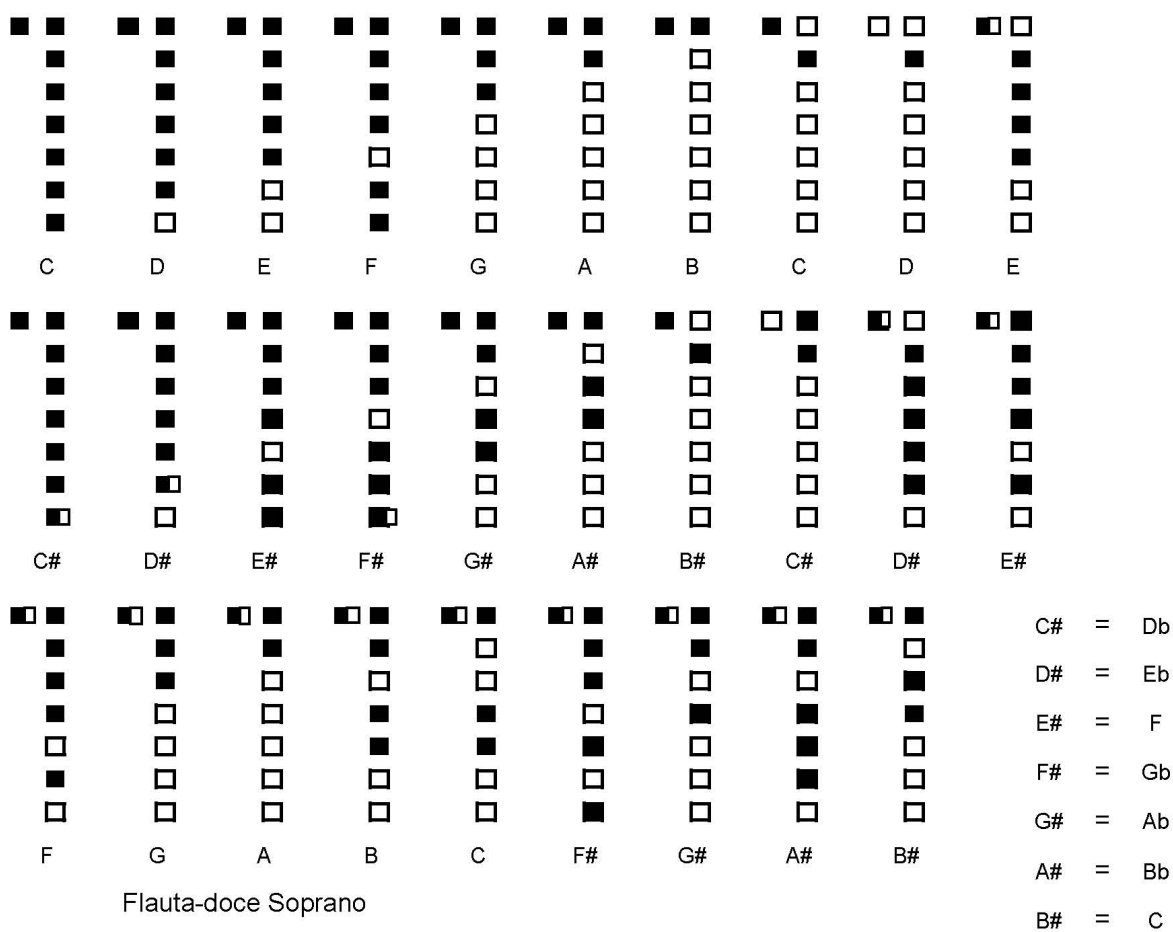 C D E F G A B C D E
C# D# E# F# G# A# B# C# D# E#
F G A B C F# G# A# B#
Flauta-doce Soprano
C# = Db
D# = Eb
E# = F
F# = Gb
G# = Ab
A# = Bb
B# = C